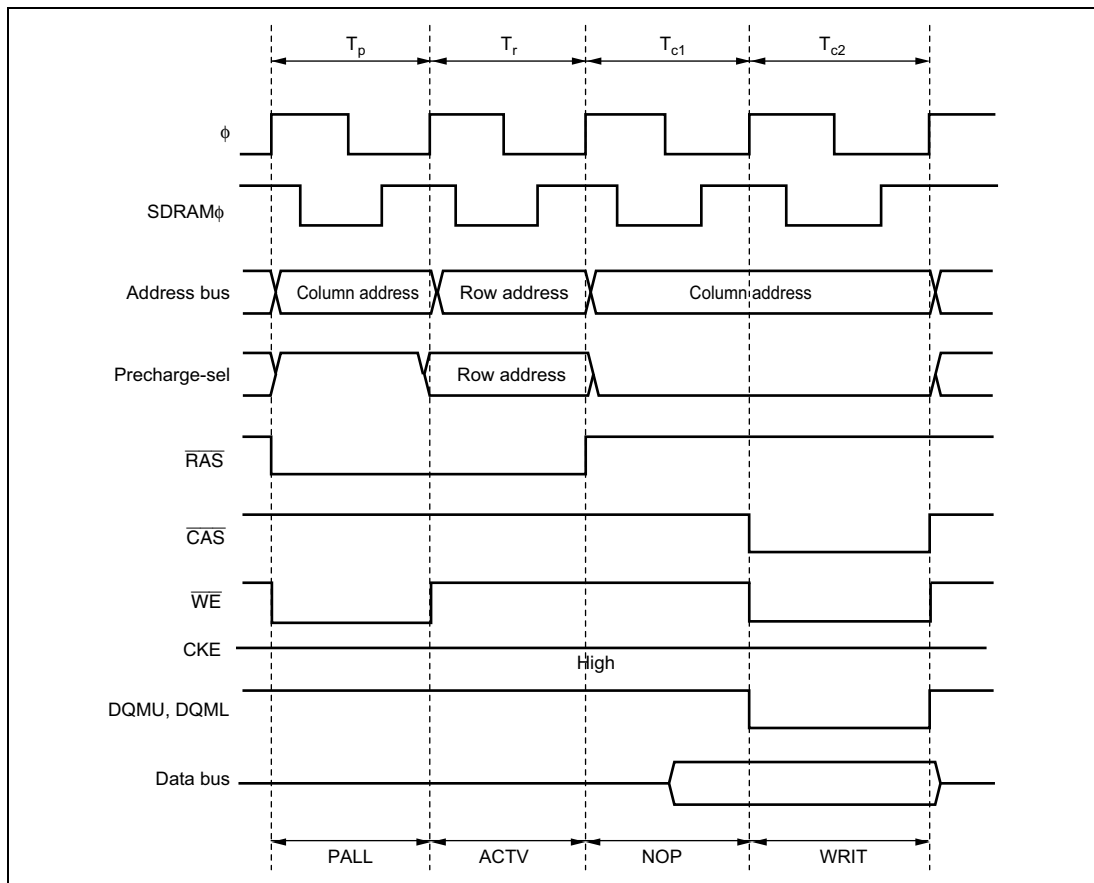 Tp Tr Tc1 Tc2
ϕ
SDRAMϕ
Address bus Column address Row address Column address
Precharge-sel Row address
RAS
CAS
WE
CKE
High
DQMU, DQML
Data bus
PALL ACTV NOP WRIT